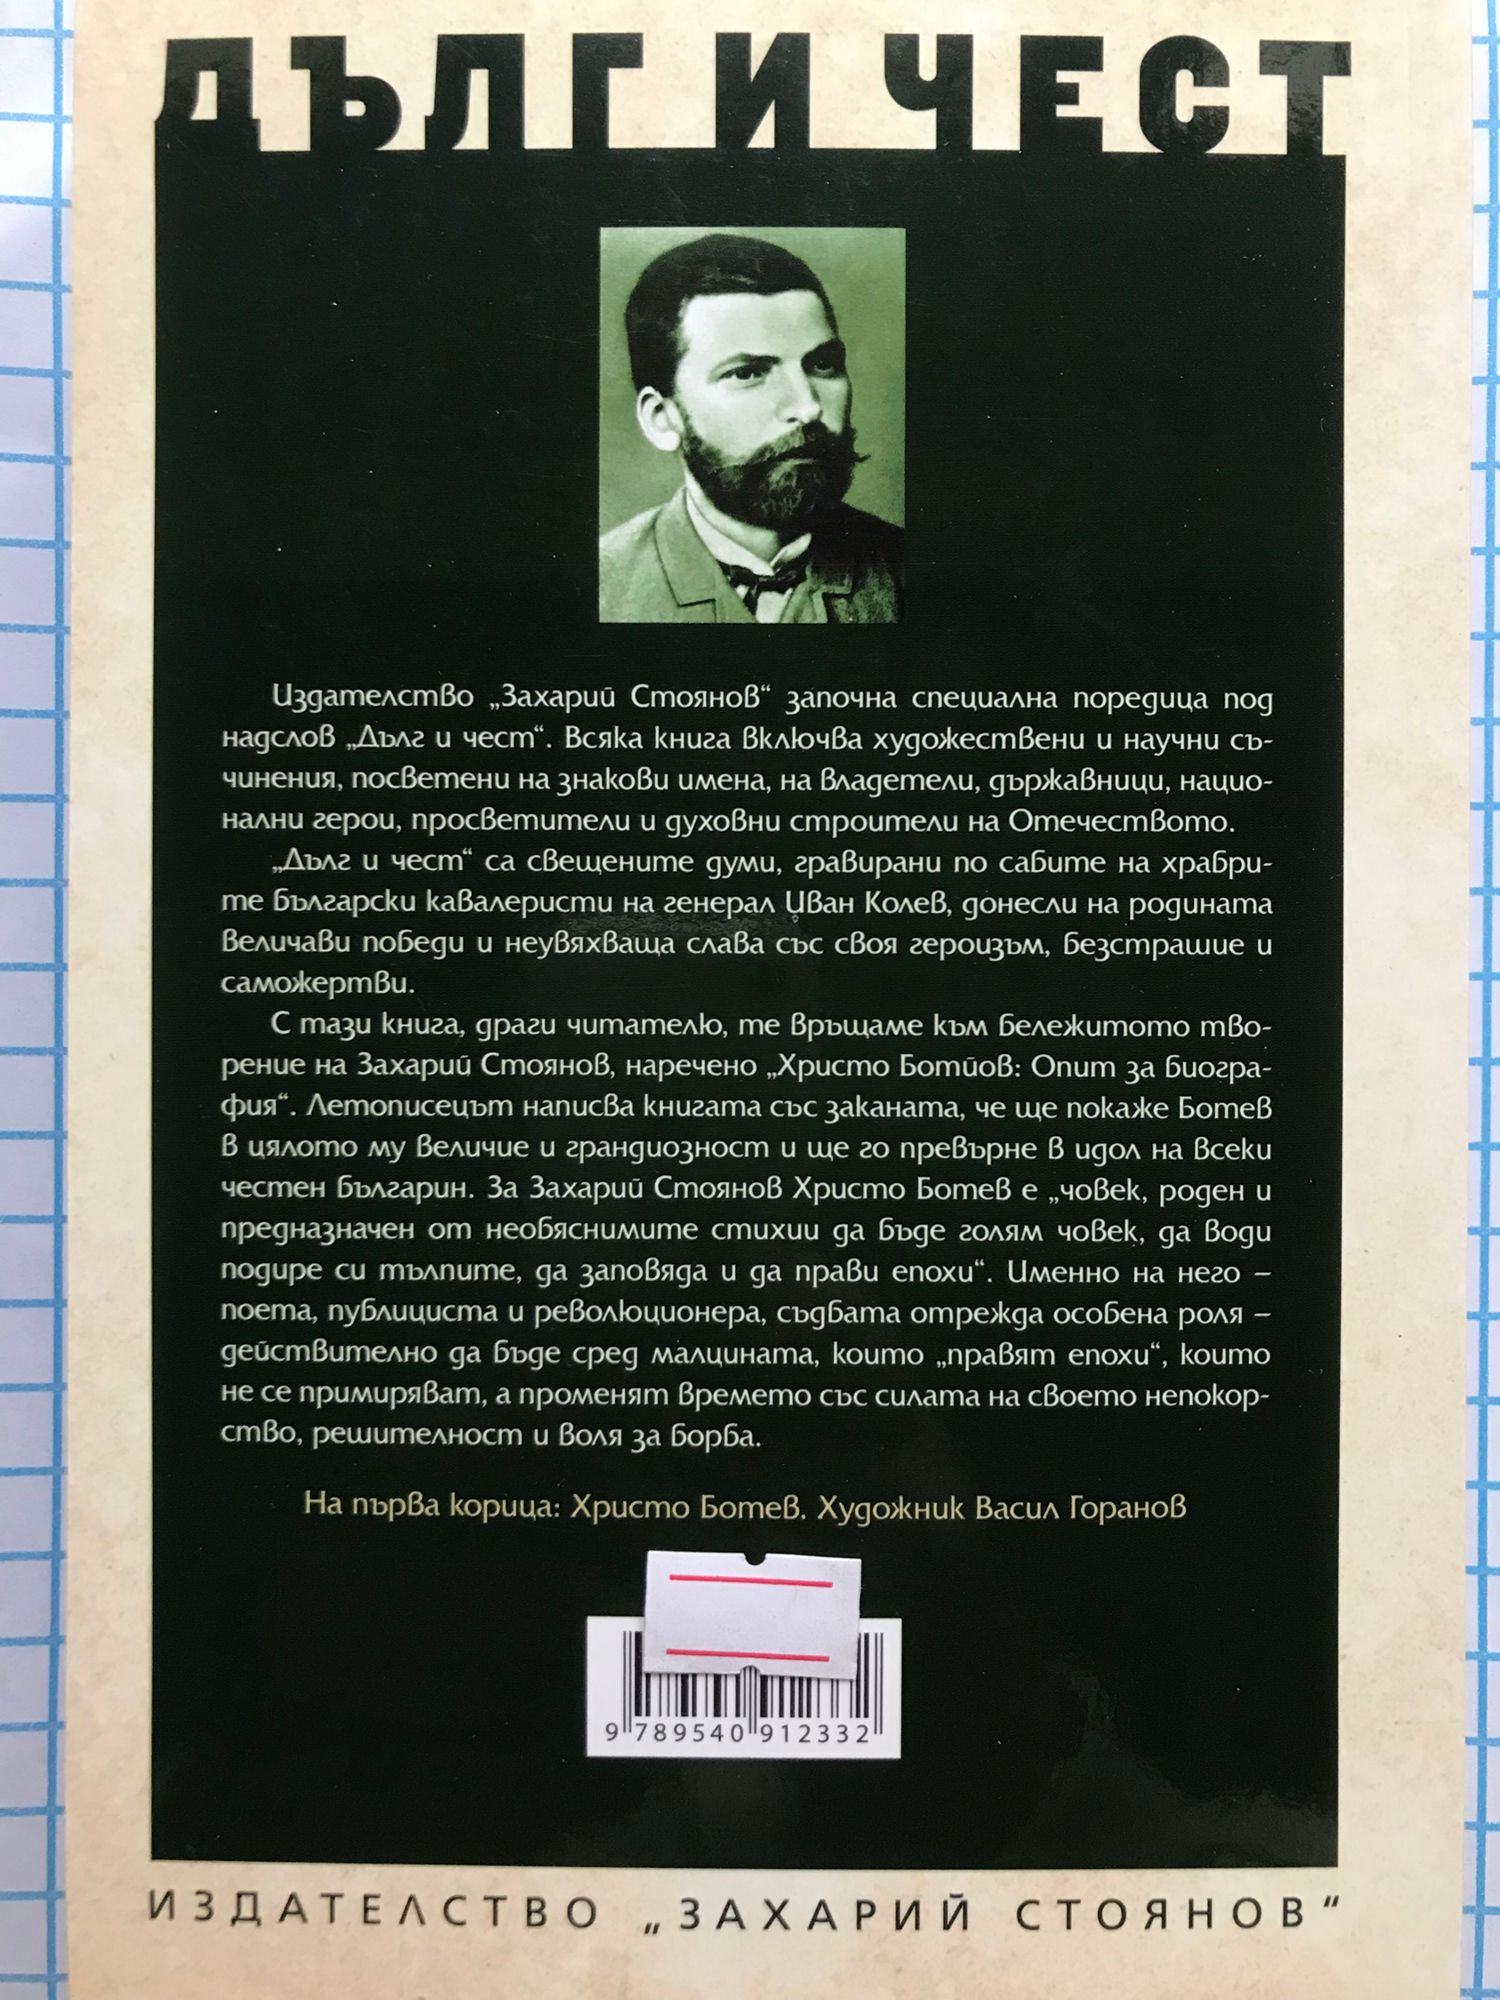 ДЪЛГ И ЧЕСТ
Издателство „Захарий Стоянов“ започна специална поредица под
надслов „Дълг и чест“. Всяка книга включва художествени и научни съ-
чинения, посветени на знакови имена, на владетели, държавници, нацио-
нални герои, просветители и духовни строители на Отечеството.
„Дълг и чест“ са свещените думи, гравирани по сабите на храбри-
те български кавалеристи на генерал Иван Колев, донесли на родината
величави победи и неувяхваща слава със своя героизъм, безстрашие и
саможертви.
С тази книга, драги читателю, те връщаме към бележитото тво-
рение на Захарий Стоянов, наречено „Христо Ботйов: Опит за биогра-
фия“. Летописецът написва книгата със заканата, че ще покаже Ботев
в цялото му величие и грандиозност и ще го превърне в идол на всеки
честен българин. За Захарий Стоянов Христо Ботев е „човек, роден и
предназначен от необяснимите стихии да бъде голям човек, да води
подире си тълпите, да заповяда и да прави епохи“. Именно на него –
поета, публициста и революционера, съдбата отрежда особена роля –
действително да бъде сред малцината, които „правят епохи“, които
не се примиряват, а променят времето със силата на своето непокор-
ство, решителност и воля за борба.
На първа корица: Христо Ботев. Художник Васил Горанов
9 789540 912332
ИЗДАТЕЛСТВО „ЗАХАРИЙ СТОЯНОВ“